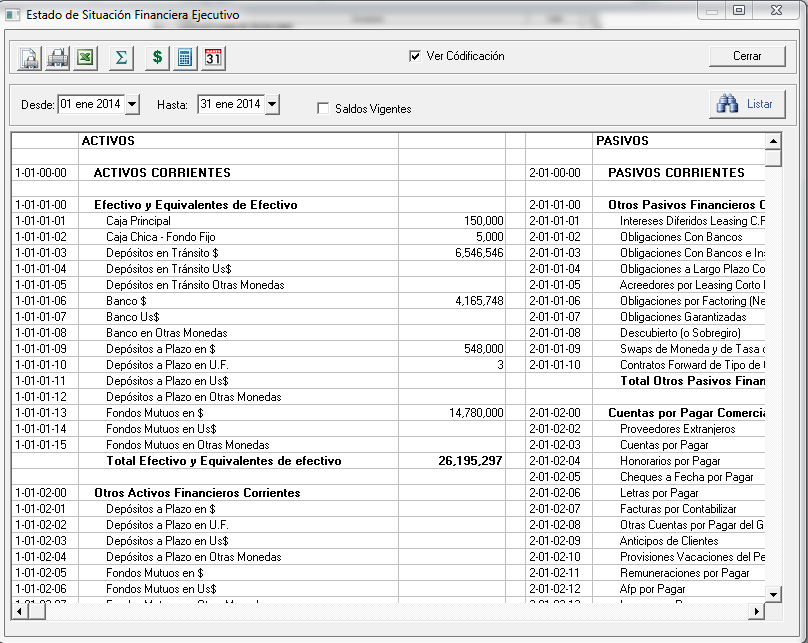 Estado de Situación Financiera Ejecutivo
31
Ver Códificación
Cerrar
Desde: 01 ene 2014
Hasta: 31 ene 2014
Saldos Vigentes
Listar
ACTIVOS PASIVOS
1-01-00-00 ACTIVOS CORRIENTES 2-01-00-00 PASIVOS CORRIENTES
1-01-01-00 Efectivo y Equivalentes de Efectivo 2-01-01-00 Otros Pasivos Financieros C
1-01-01-01 Caja Principal 150,000 2-01-01-01 Intereses Diferidos Leasing C.P
1-01-01-02 Caja Chica - Fondo Fijo 5,000 2-01-01-02 Obligaciones Con Bancos
1-01-01-03 Depósitos en Tránsito $ 6,546,546 2-01-01-03 Obligaciones Con Bancos e Ins
1-01-01-04 Depósitos en Tránsito Us$ 2-01-01-04 Obligaciones a Largo Plazo Co
1-01-01-05 Depósitos en Tránsito Otras Monedas 2-01-01-05 Acreedores por Leasing Corto
1-01-01-06 Banco $ 4,165,748 2-01-01-06 Obligaciones por Factoring (Ne
1-01-01-07 Banco Us$ 2-01-01-07 Obligaciones Garantizadas
1-01-01-08 Banco en Otras Monedas 2-01-01-08 Descubierto (o Sobregiro)
1-01-01-09 Depósitos a Plazo en $ 548,000 2-01-01-09 Swaps de Moneda y de Tasa
1-01-01-10 Depósitos a Plazo en U.F. 3 2-01-01-10 Contratos Forward de Tipo de
1-01-01-11 Depósitos a Plazo en Us$ Total Otros Pasivos Finan
1-01-01-12 Depósitos a Plazo en Otras Monedas
1-01-01-13 Fondos Mutuos en $ 14,780,000 2-01-02-00 Cuentas por Pagar Comercia
1-01-01-14 Fondos Mutuos en Us$ 2-01-02-02 Proveedores Extranjeros
1-01-01-15 Fondos Mutuos en Otras Monedas 2-01-02-03 Cuentas por Pagar
Total Efectivo y Equivalentes de efectivo 26,195,297 2-01-02-04 Honorarios por Pagar
2-01-02-05 Cheques a Fecha por Pagar
1-01-02-00 Otros Activos Financieros Corrientes 2-01-02-06 Letras por Pagar
1-01-02-01 Depósitos a Plazo en $ 2-01-02-07 Facturas por Contabilizar
1-01-02-02 Depósitos a Plazo en U.F. 2-01-02-08 Otras Cuentas por Pagar del G
1-01-02-03 Depósitos a Plazo en Us$ 2-01-02-09 Anticipos de Clientes
1-01-02-04 Depósitos a Plazo en Otras Monedas 2-01-02-10 Provisiones Vacaciones del Pe
1-01-02-05 Fondos Mutuos en $ 2-01-02-11 Remuneraciones por Pagar
1-01-02-06 Fondos Mutuos en Us$ 2-01-02-12 Afp por Pagar